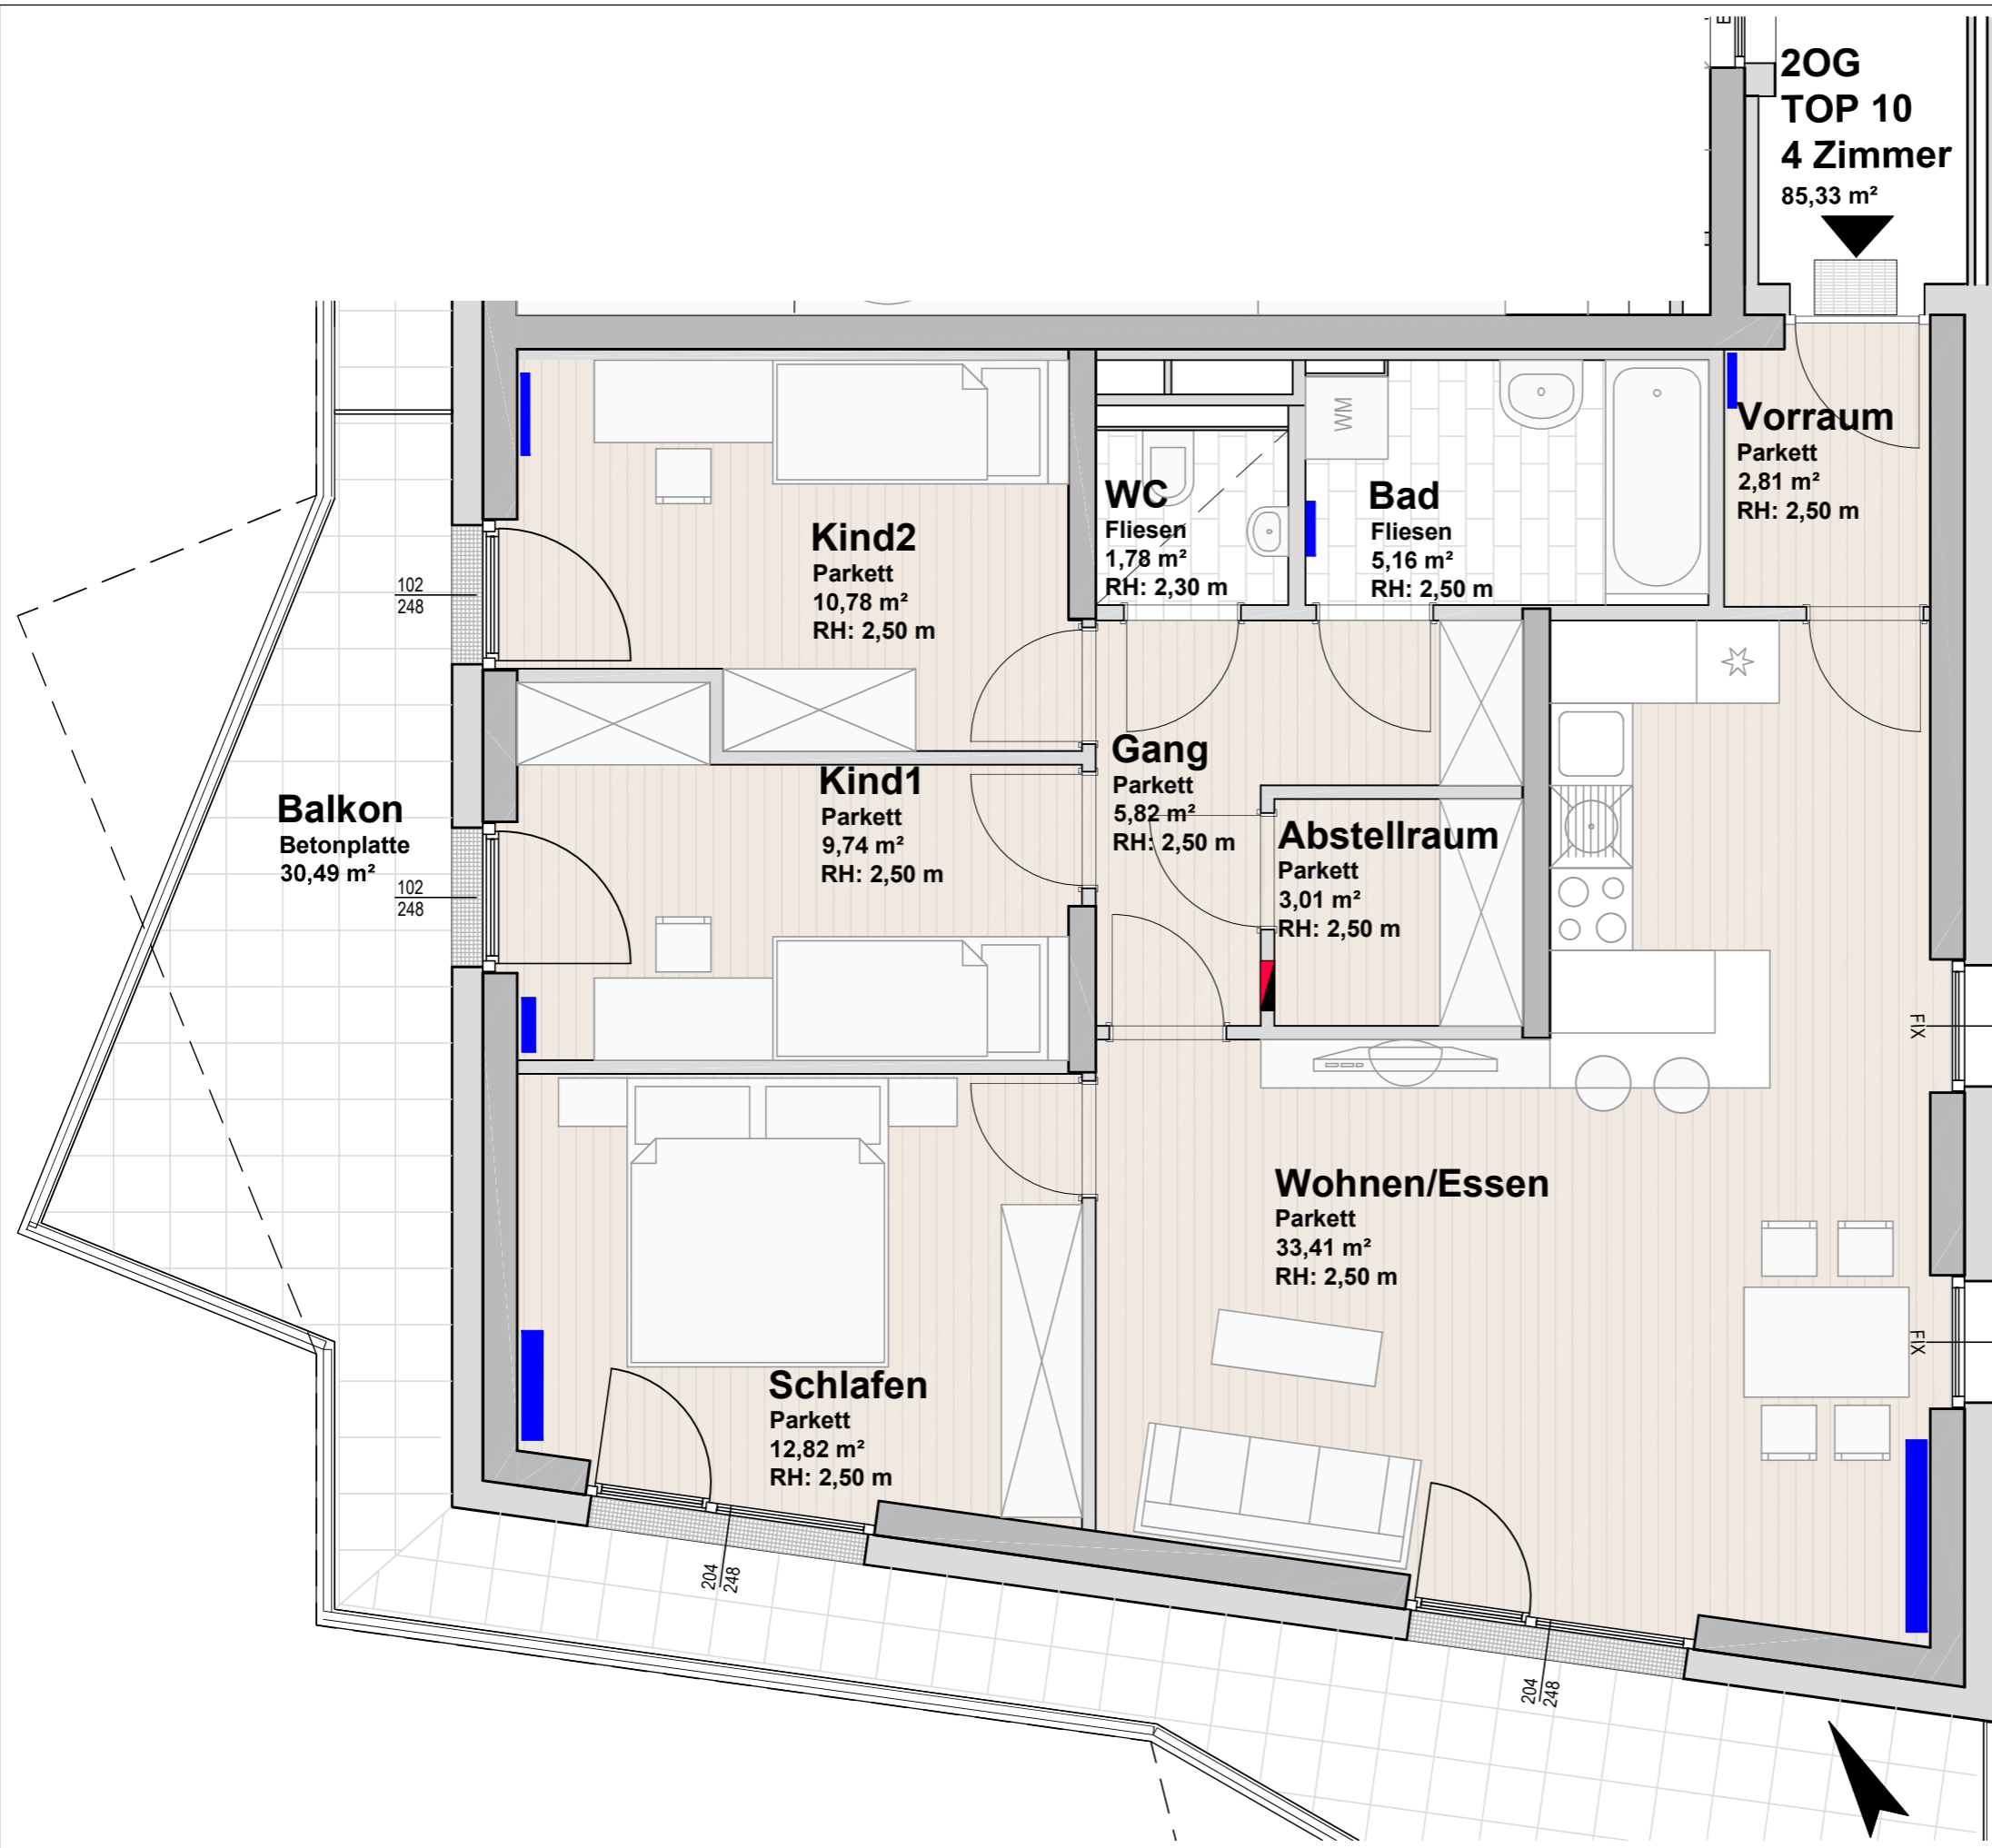 2OG
TOP 10
4 Zimmer
85,33 m²
Vorraum
Parkett
2,81 m²
RH: 2,50 m
WM
WC
Fliesen
1,78 m²
RH: 2,30 m
Bad
Fliesen
5,16 m²
RH: 2,50 m
Kind2
Parkett
10,78 m²
RH: 2,50 m
102
248
Gang
Parkett
5,82 m²
RH: 2,50 m
Kind1
Parkett
9,74 m²
RH: 2,50 m
Balkon
Betonplatte
30,49 m²
102
248
Abstellraum
Parkett
3,01 m²
RH: 2,50 m
FIX
Wohnen/Essen
Parkett
33,41 m²
RH: 2,50 m
FIX
Schlafen
Parkett
12,82 m²
RH: 2,50 m
204
248
204
248